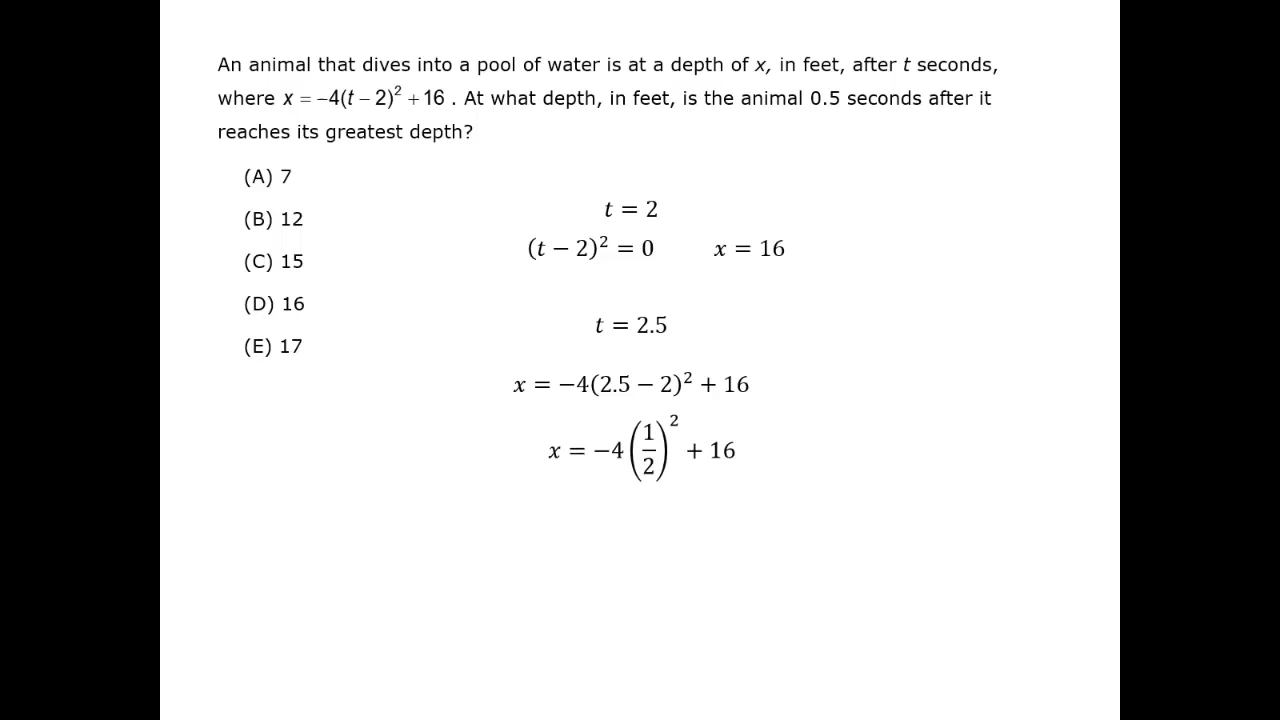 An animal that dives into a pool of water is at a depth of x, in feet, after t seconds,
where x = −4(t − 2)² + 16 . At what depth, in feet, is the animal 0.5 seconds after it
reaches its greatest depth?
(A) 7
(B) 12
(C) 15
(D) 16
(E) 17
t = 2
(t − 2)² = 0 x = 16
t = 2.5
x = −4(2.5 − 2)² + 16
x = −4(1/2)² + 16